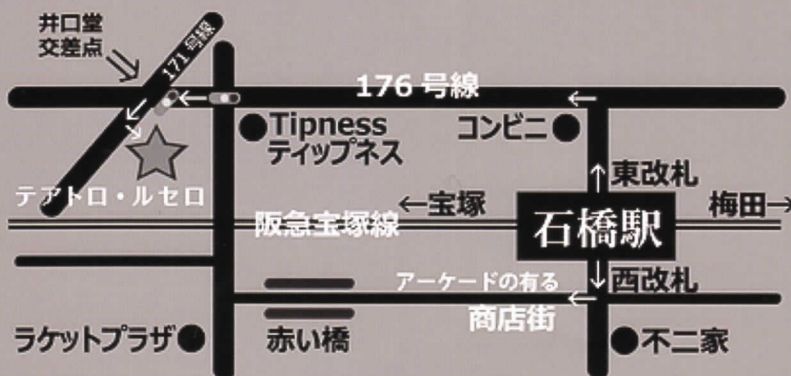 井口堂
交差点
171号線
176号線
Tipness
ティップネス
コンビニ
東改札
テアトロ・ルセロ
←宝塚
梅田→
阪急宝塚線
石橋駅
アーケードの有る
商店街
西改札
ラケットプラザ
赤い橋
不二家